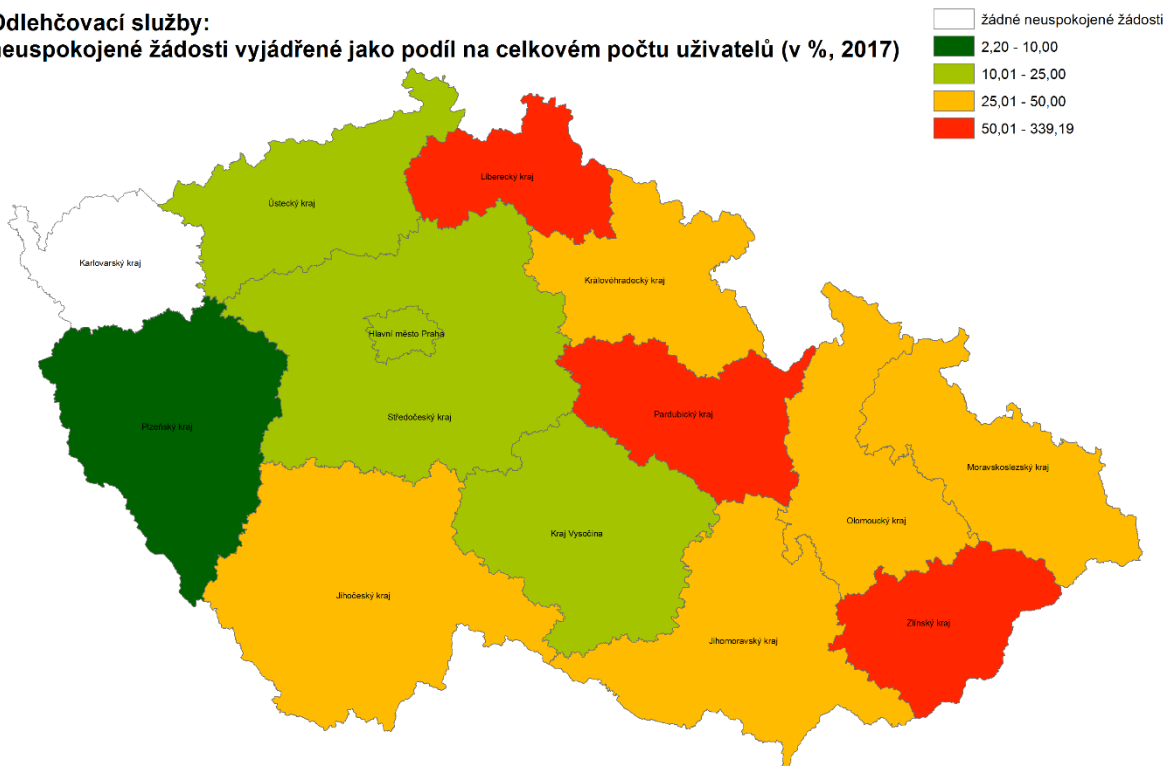 Odlehčovací služby:
neuspokojené žádosti vyjádřené jako podíl na celkovém počtu uživatelů (v %, 2017)
žádné neuspokojené žádosti
2,20 - 10,00
10,01 - 25,00
25,01 - 50,00
50,01 - 339,19
Liberecký kraj
Ústecký kraj
Karlovarský kraj
Královéhradecký kraj
Hlavní město Praha
Středočeský kraj
Pardubický kraj
Plzeňský kraj
Moravskoslezský kraj
Olomoucký kraj
Kraj Vysočina
Jihočeský kraj
Zlínský kraj
Jihomoravský kraj